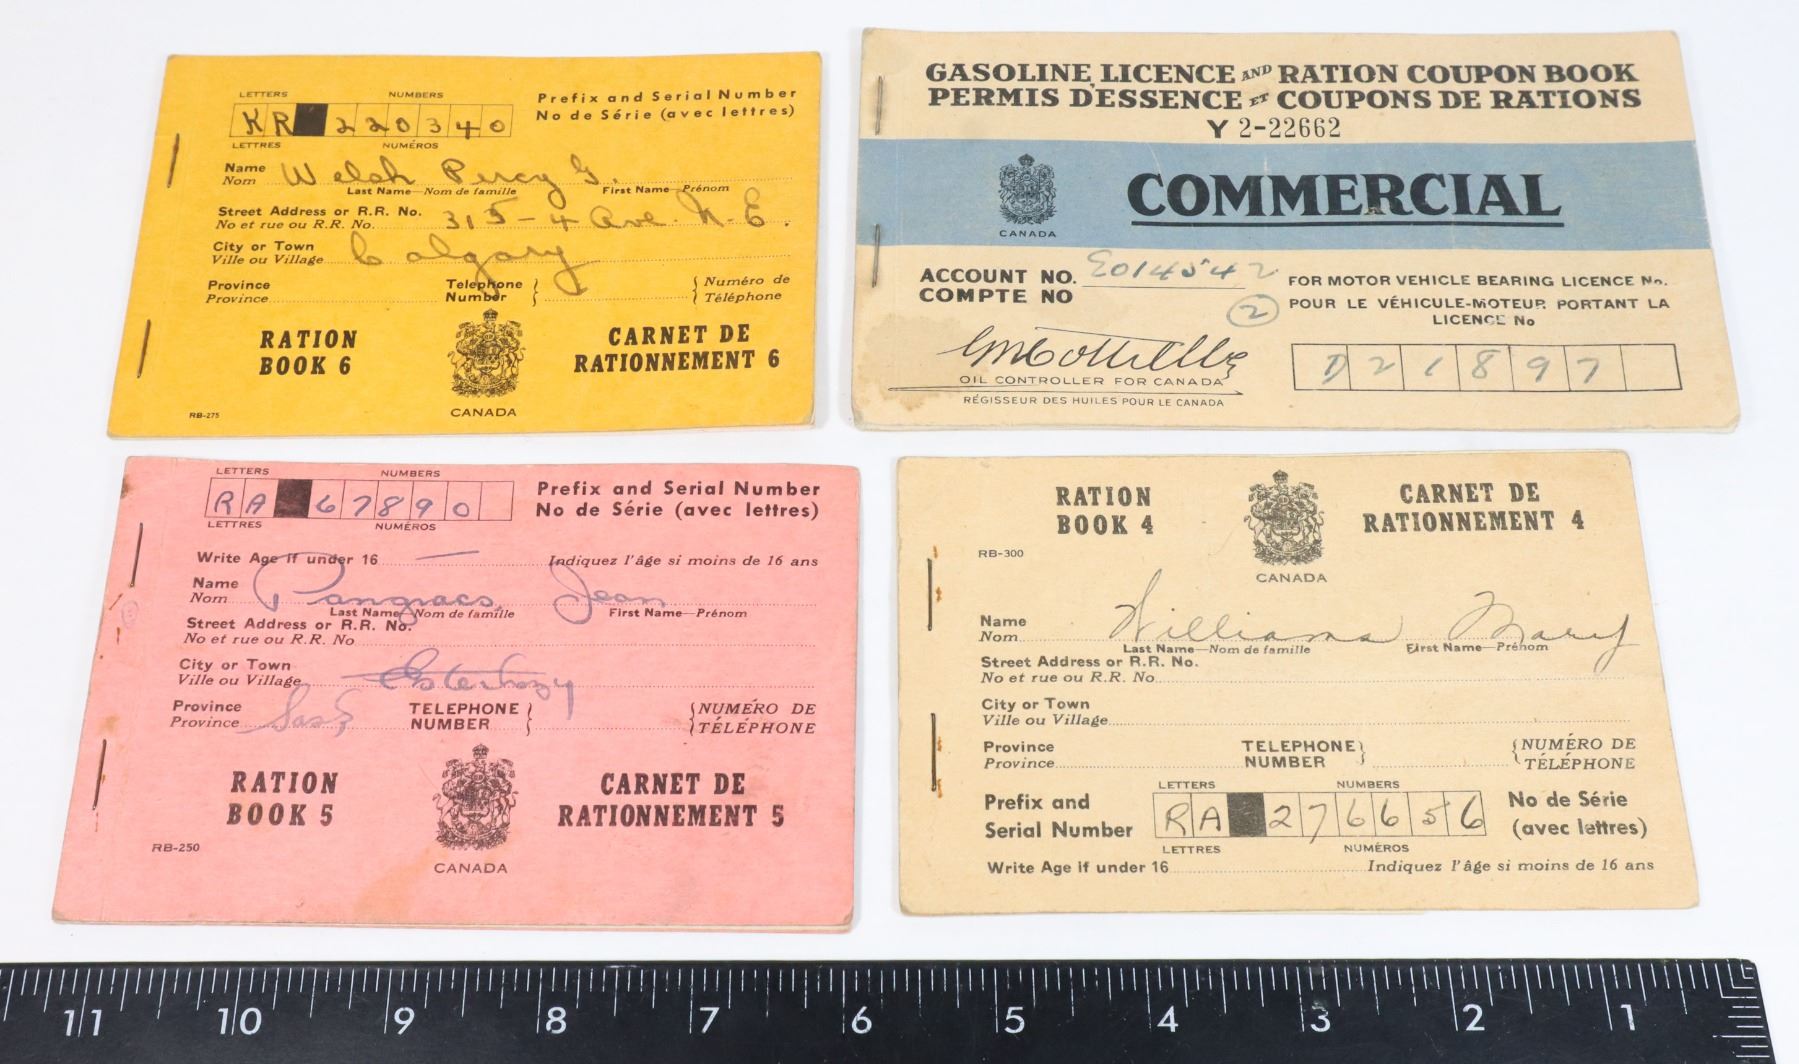 LETTERS NUMBERS
KR 220340
LETTRES NUMÉROS
Prefix and Serial Number
No de Série (avec lettres)
Name Welsh Percy G.
Nom Last Name—Nom de famille First Name—Prénom
Street Address or R.R. No. 315-4 Ave. N.E.
No et rue ou R.R. No.
City or Town Calgary
Ville ou Village
Province Telephone Numéro de
Province Number Téléphone
RATION CARNET DE
BOOK 6 RATIONNEMENT 6
RB-275 CANADA
GASOLINE LICENCE AND RATION COUPON BOOK
PERMIS D'ESSENCE ET COUPONS DE RATIONS
Y 2-22662
COMMERCIAL
CANADA
ACCOUNT NO. E014542
COMPTE NO
2
FOR MOTOR VEHICLE BEARING LICENCE No.
POUR LE VÉHICULE-MOTEUR PORTANT LA
LICENCE No
D21897
OIL CONTROLLER FOR CANADA
RÉGISSEUR DES HUILES POUR LE CANADA
LETTERS NUMBERS
RA 67890
LETTRES NUMÉROS
Prefix and Serial Number
No de Série (avec lettres)
Write Age if under 16 — Indiquez l'âge si moins de 16 ans
Name Pangracs, Jean
Nom Last Name—Nom de famille First Name—Prénom
Street Address or R.R. No.
No et rue ou R.R. No
City or Town Esterhazy
Ville ou Village
Province TELEPHONE NUMÉRO DE
Province Sask NUMBER TÉLÉPHONE
RATION CARNET DE
BOOK 5 RATIONNEMENT 5
RB-250
CANADA
RATION CARNET DE
BOOK 4 RATIONNEMENT 4
RB-300
CANADA
Name Williams Mary
Nom Last Name—Nom de famille First Name—Prénom
Street Address or R.R. No.
No et rue ou R.R. No.
City or Town
Ville ou Village
Province TELEPHONE NUMÉRO DE
Province NUMBER TÉLÉPHONE
LETTERS NUMBERS
Prefix and No de Série
Serial Number RA 276656 (avec lettres)
LETTRES NUMÉROS
Write Age if under 16 Indiquez l'âge si moins de 16 ans
11 10 9 8 7 6 5 4 3 2 1